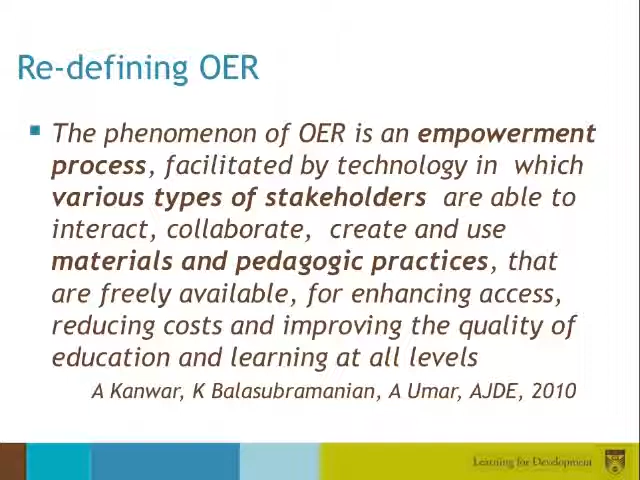 Re-defining OER
The phenomenon of OER is an empowerment
process, facilitated by technology in which
various types of stakeholders are able to
interact, collaborate, create and use
materials and pedagogic practices, that
are freely available, for enhancing access,
reducing costs and improving the quality of
education and learning at all levels
A Kanwar, K Balasubramanian, A Umar, AJDE, 2010
Learning for Development